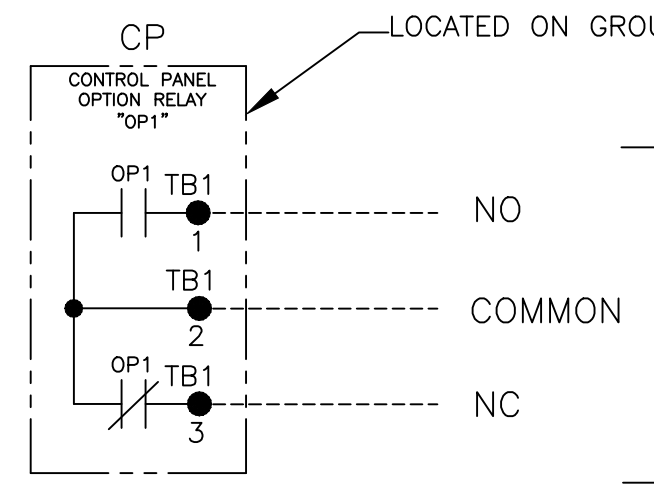 CP
LOCATED ON
CONTROL PANEL
OPTION RELAY
"OP1"
OP1 TB1
1
NO
TB1
2
COMMON
OP1 TB1
3
NC